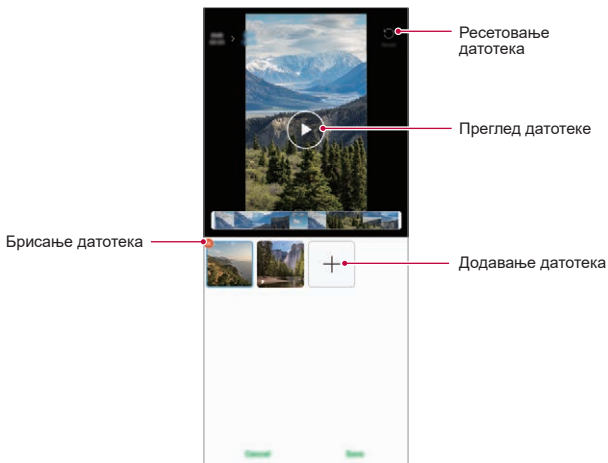 Ресетовање
датотека
Преглед датотеке
Брисање датотека
Додавање датотека
Cancel
Save